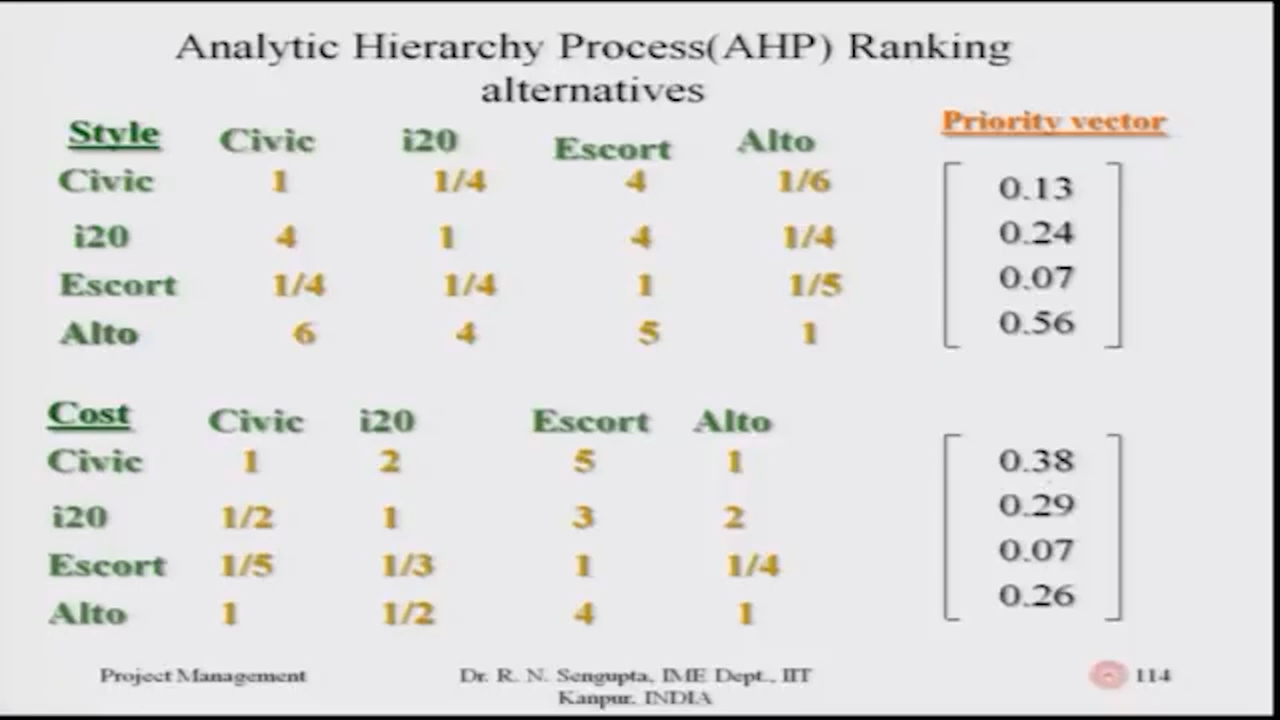 Analytic Hierarchy Process(AHP) Ranking
alternatives
Priority vector
Style Civic i20 Escort Alto
Civic 1 1/4 4 1/6 0.13
i20 4 1 4 1/4 0.24
Escort 1/4 1/4 1 1/5 0.07
Alto 6 4 5 1 0.56
Cost Civic i20 Escort Alto
Civic 1 2 5 1 0.38
i20 1/2 1 3 2 0.29
Escort 1/5 1/3 1 1/4 0.07
Alto 1 1/2 4 1 0.26
Project Management Dr. R. N. Sengupta, IME Dept., IIT 114
Kanpur, INDIA